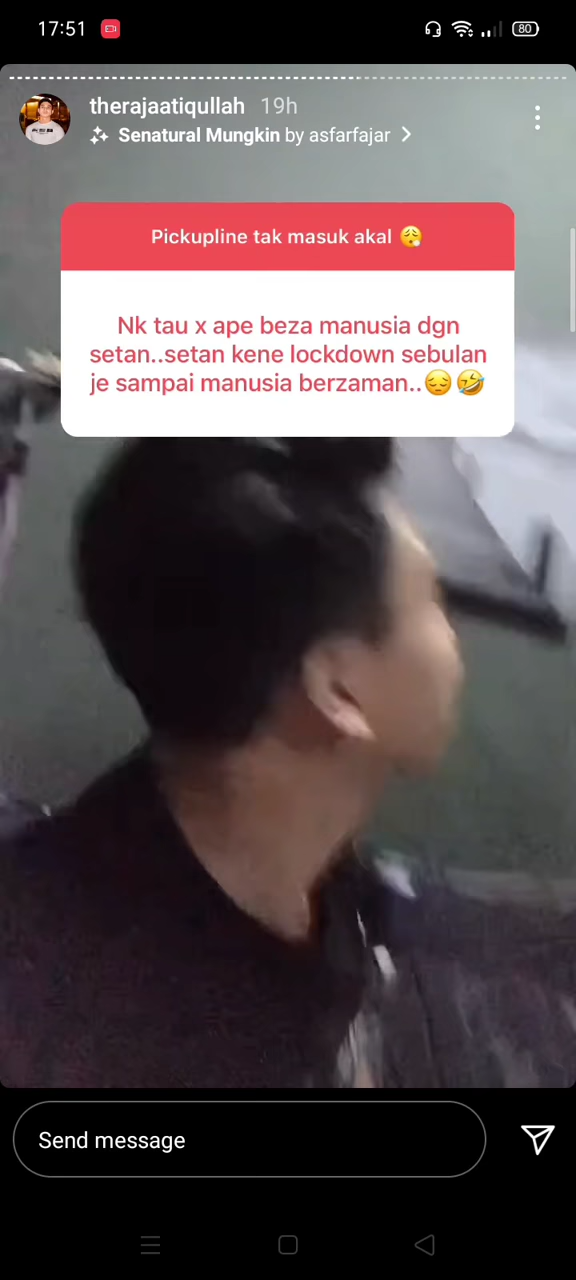 17:51
80
therajaatiqullah 19h
Senatural Mungkin by asfarfajar
Pickupline tak masuk akal 😮‍💨
Nk tau x ape beza manusia dgn
setan..setan kene lockdown sebulan
je sampai manusia berzaman..😔🤣
Send message